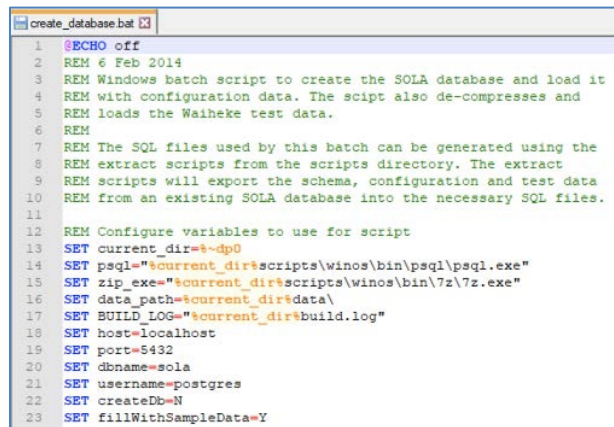 create_database.bat
1 @ECHO off
2 REM 6 Feb 2014
3 REM Windows batch script to create the SOLA database and load it
4 REM with configuration data. The scipt also de-compresses and
5 REM loads the Waiheke test data.
6 REM
7 REM The SQL files used by this batch can be generated using the
8 REM extract scripts from the scripts directory. The extract
9 REM scripts will export the schema, configuration and test data
10 REM from an existing SOLA database into the necessary SQL files.
11
12 REM Configure variables to use for script
13 SET current_dir=%~dp0
14 SET psql="%current_dir%scripts\winos\bin\psql\psql.exe"
15 SET zip_exe="%current_dir%scripts\winos\bin\7z\7z.exe"
16 SET data_path=%current_dir%data\
17 SET BUILD_LOG="%current_dir%build.log"
18 SET host=localhost
19 SET port=5432
20 SET dbname=sola
21 SET username=postgres
22 SET createDb=N
23 SET fillWithSampleData=Y